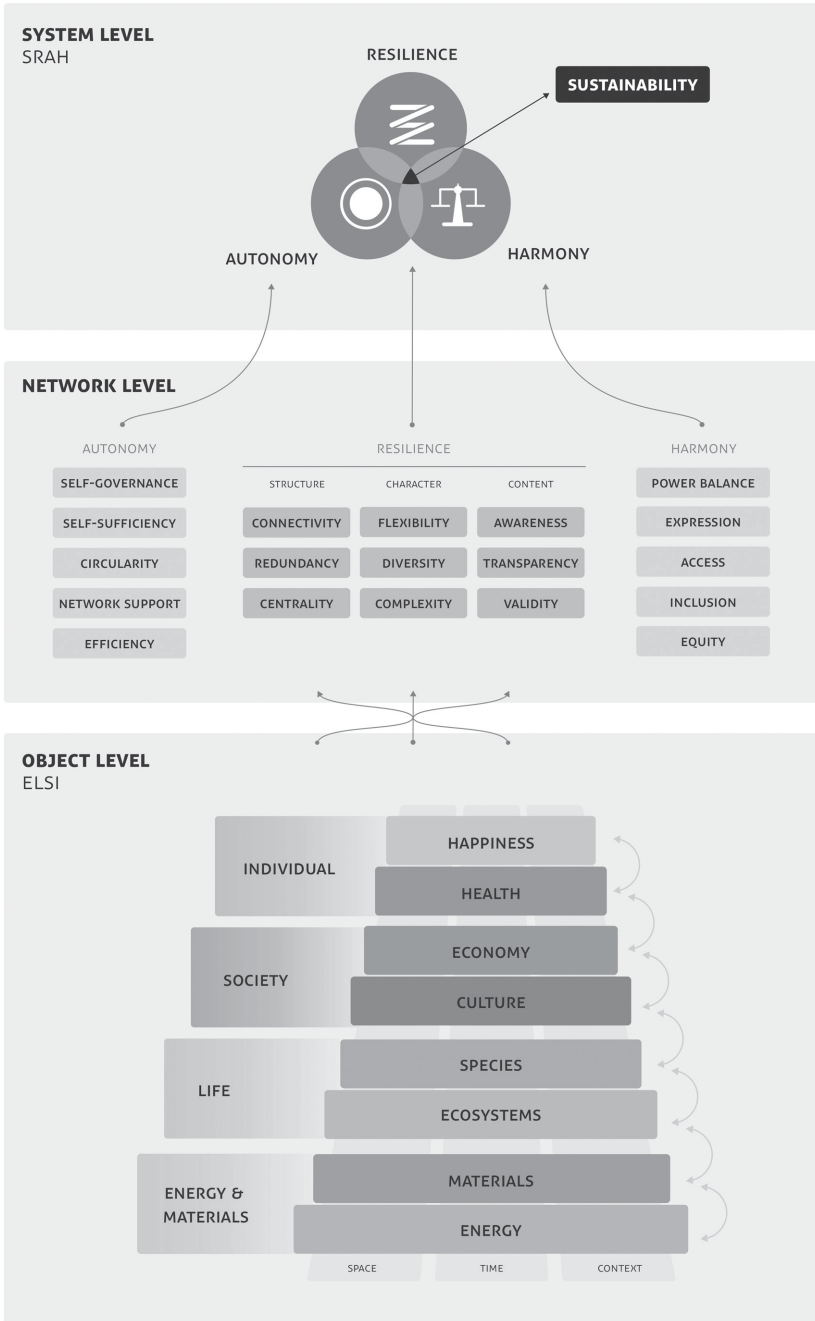 SYSTEM LEVEL
SRAH
RESILIENCE
SUSTAINABILITY
AUTONOMY
HARMONY
NETWORK LEVEL
AUTONOMY
SELF-GOVERNANCE
SELF-SUFFICIENCY
CIRCULARITY
NETWORK SUPPORT
EFFICIENCY
RESILIENCE
STRUCTURE
CONNECTIVITY
REDUNDANCY
CENTRALITY
CHARACTER
FLEXIBILITY
DIVERSITY
COMPLEXITY
CONTENT
AWARENESS
TRANSPARENCY
VALIDITY
HARMONY
POWER BALANCE
EXPRESSION
ACCESS
INCLUSION
EQUITY
OBJECT LEVEL
ELSI
INDIVIDUAL
HAPPINESS
HEALTH
SOCIETY
ECONOMY
CULTURE
LIFE
SPECIES
ECOSYSTEMS
ENERGY &
MATERIALS
MATERIALS
ENERGY
SPACE
TIME
CONTEXT